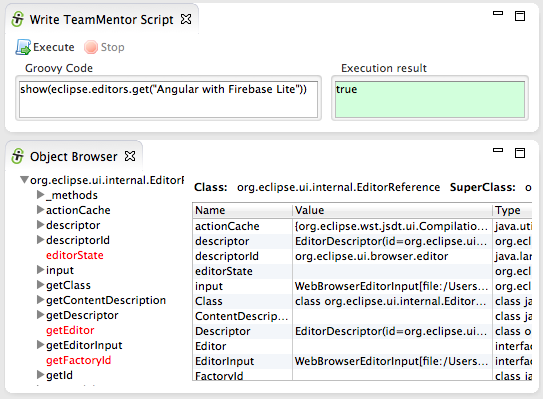 Write TeamMentor Script
Execute Stop
Groovy Code Execution result
show(eclipse.editors.get("Angular with Firebase Lite")) true
Object Browser
org.eclipse.ui.internal.EditorR
_methods
actionCache
descriptor
descriptorId
editorState
input
getClass
getContentDescription
getDescriptor
getEditor
getEditorInput
getFactoryId
getId
Class: org.eclipse.ui.internal.EditorReference SuperClass: org
Name Value Type
actionCache {org.eclipse.wst.jsdt.ui.Compilatio... java.uti
descriptor EditorDescriptor(id=org.eclipse.ui... org.ecl
descriptorId org.eclipse.ui.browser.editor java.lan
editorState org.ecl
input WebBrowserEditorInput[file:/Users... org.ecl
Class class org.eclipse.ui.internal.Editor... class ja
ContentDescrip... class ja
Descriptor EditorDescriptor(id=org.eclipse.ui... class o
Editor interfac
EditorInput WebBrowserEditorInput[file:/Users... interfac
FactoryId class ja